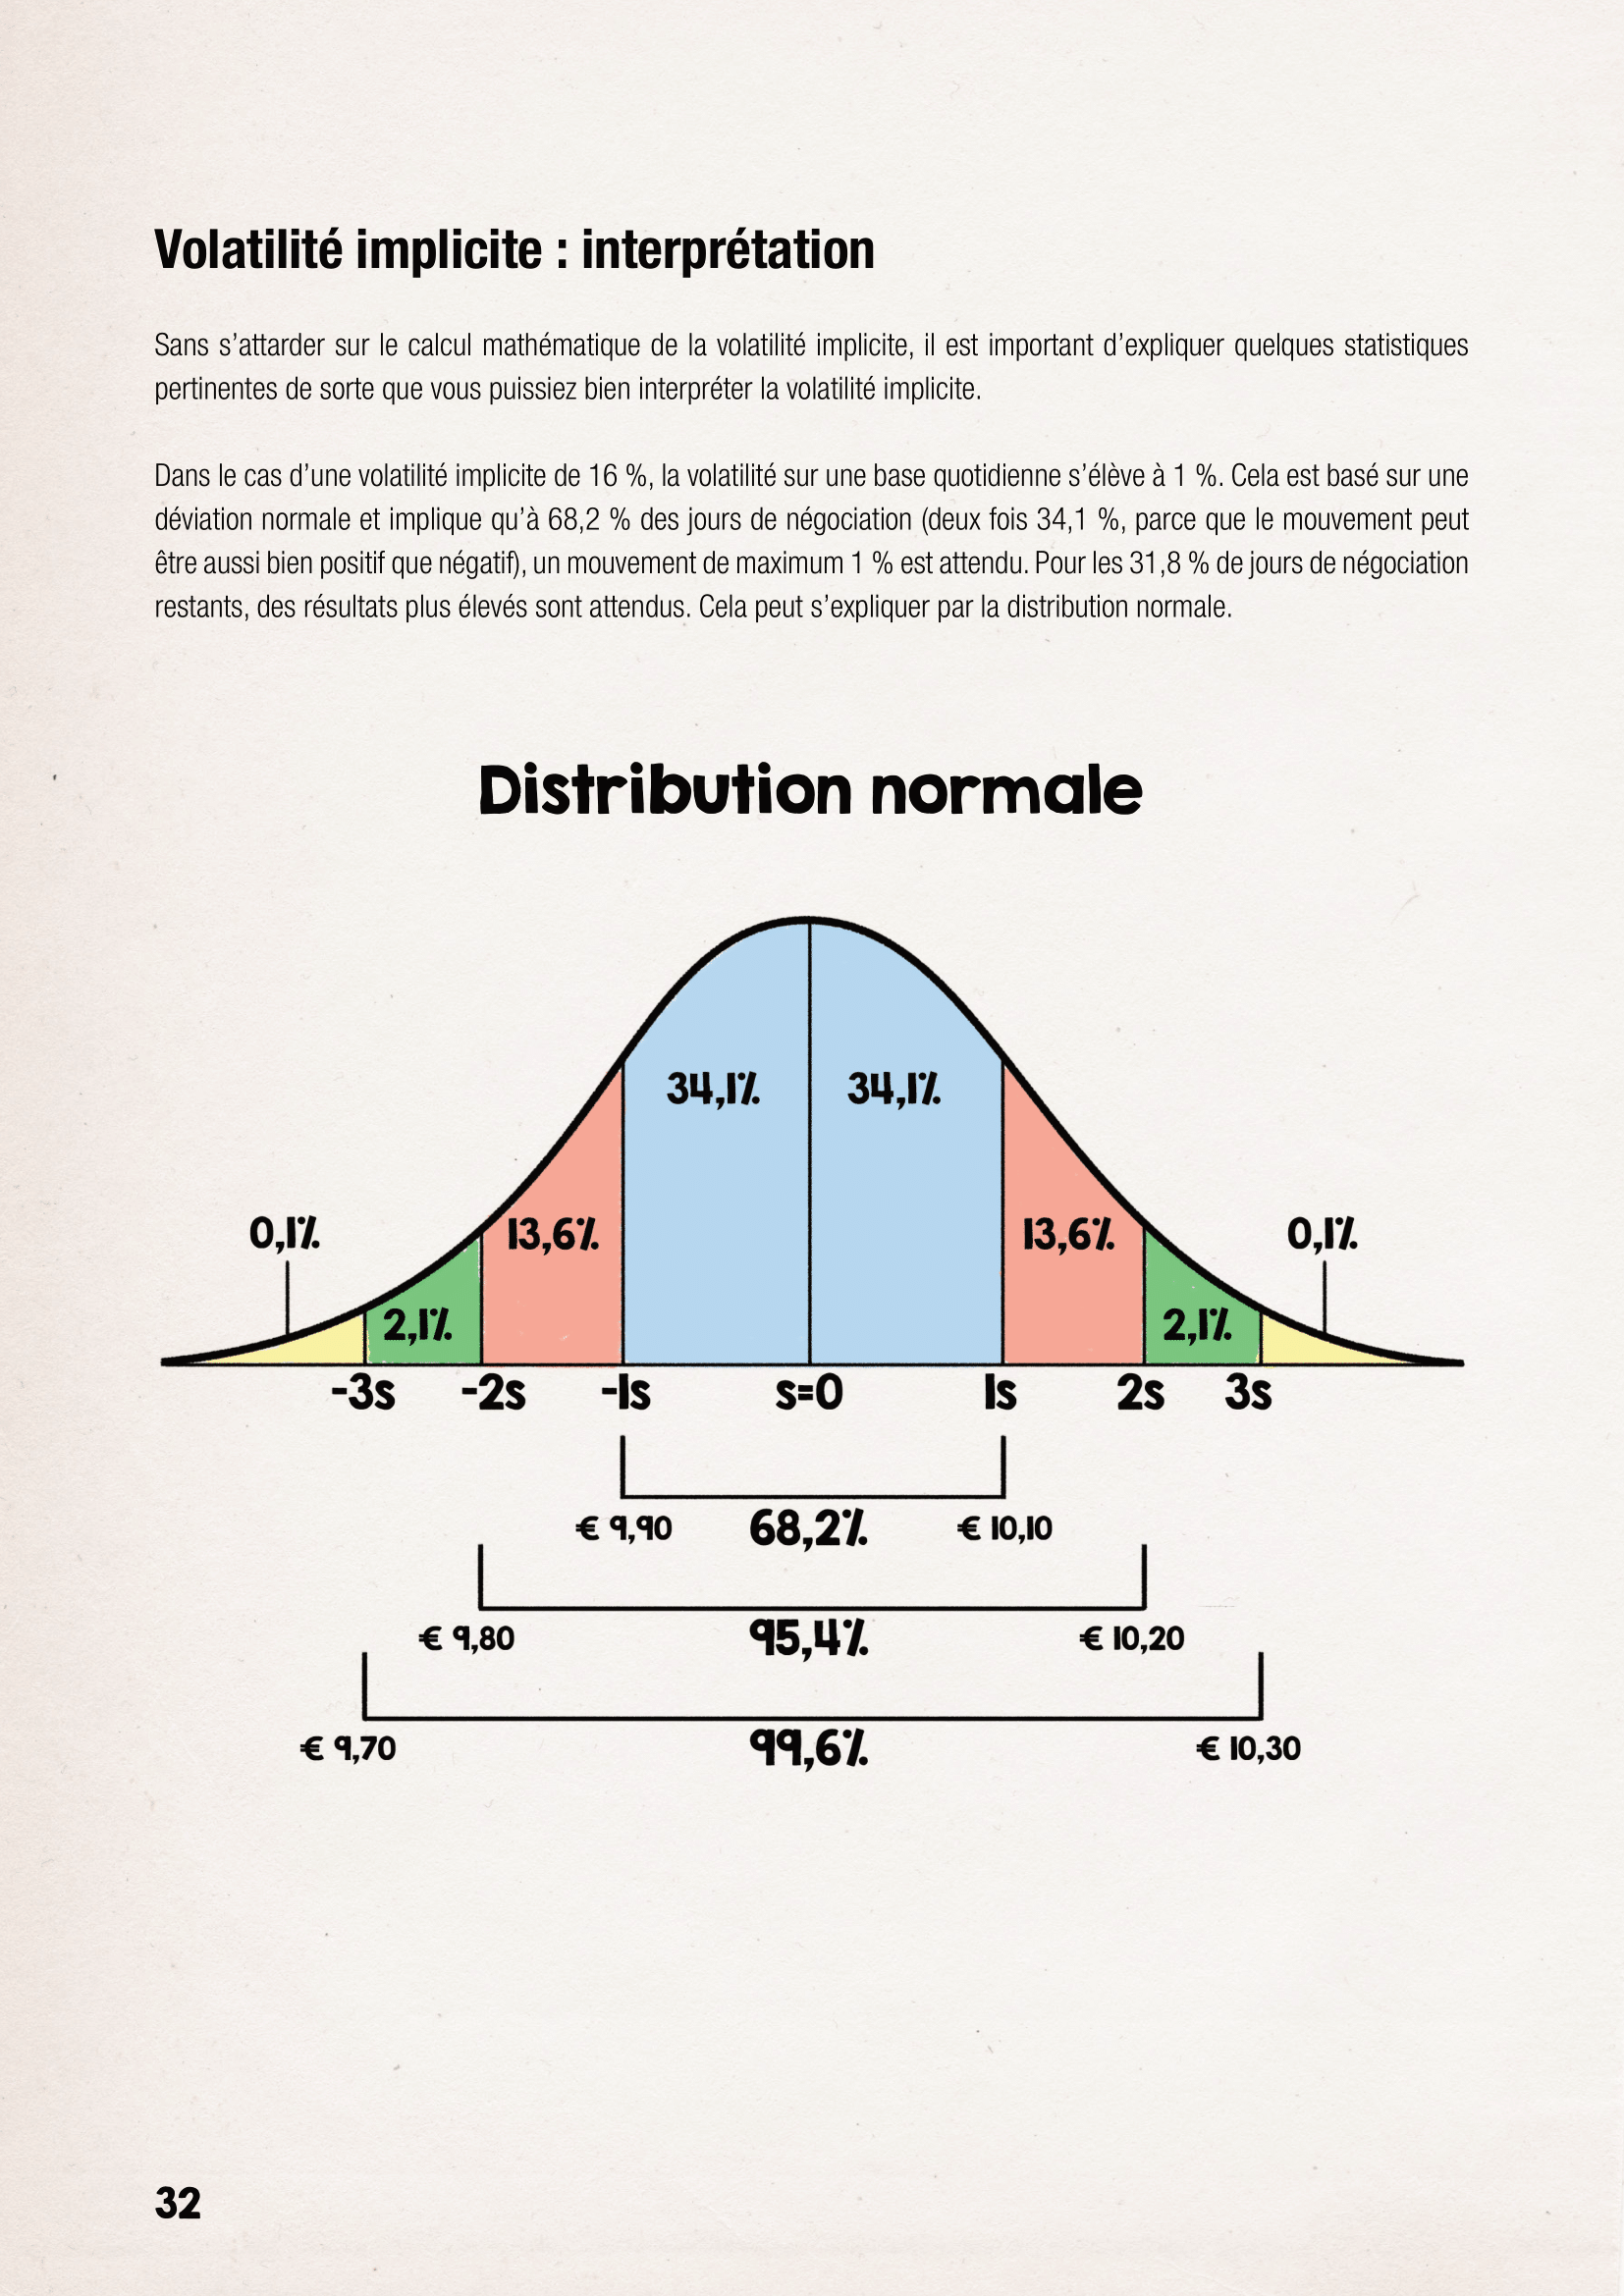 Volatilité implicite : interprétation
Sans s’attarder sur le calcul mathématique de la volatilité implicite, il est important d’expliquer quelques statistiques
pertinentes de sorte que vous puissiez bien interpréter la volatilité implicite.
Dans le cas d’une volatilité implicite de 16 %, la volatilité sur une base quotidienne s’élève à 1 %. Cela est basé sur une
déviation normale et implique qu’à 68,2 % des jours de négociation (deux fois 34,1 %, parce que le mouvement peut
être aussi bien positif que négatif), un mouvement de maximum 1 % est attendu. Pour les 31,8 % de jours de négociation
restants, des résultats plus élevés sont attendus. Cela peut s’expliquer par la distribution normale.
Distribution normale
34,1% 34,1%
0,1% 13,6% 13,6% 0,1%
2,1% 2,1%
-3s -2s -1s s=0 1s 2s 3s
€ 9,90 68,2% € 10,10
€ 9,80 95,4% € 10,20
€ 9,70 99,6% € 10,30
32